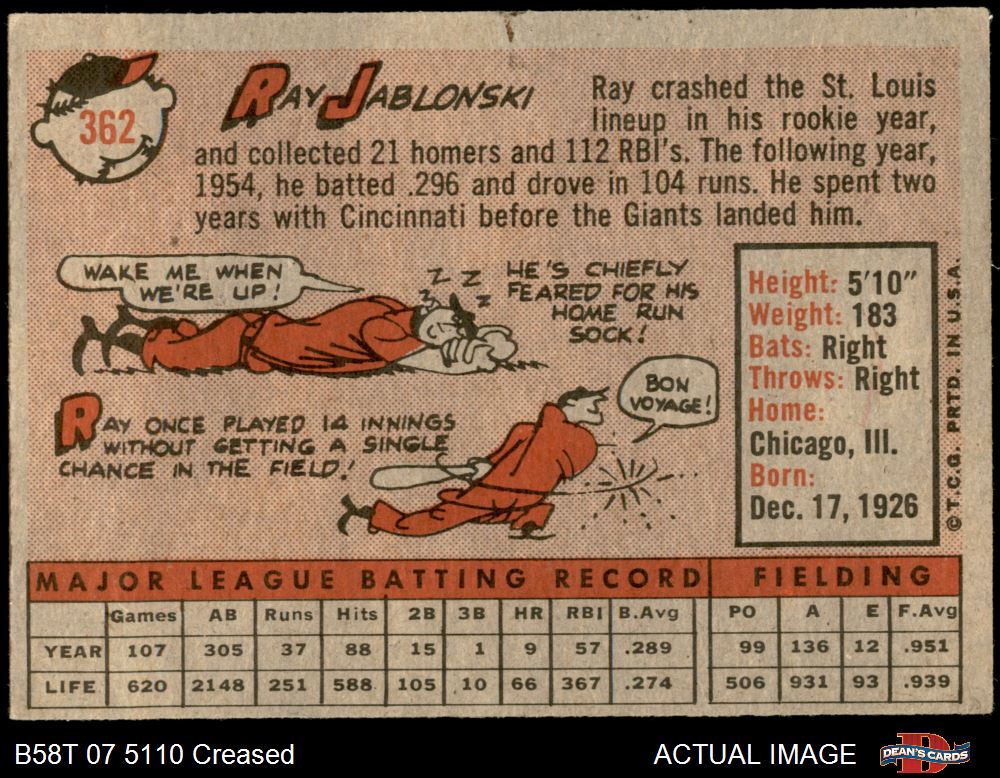 362
RAY JABLONSKI
Ray crashed the St. Louis
lineup in his rookie year,
and collected 21 homers and 112 RBI's. The following year,
1954, he batted .296 and drove in 104 runs. He spent two
years with Cincinnati before the Giants landed him.
WAKE ME WHEN
WE'RE UP!
Z Z Z Z Z
HE'S CHIEFLY
FEARED FOR HIS
HOME RUN
SOCK!
RAY ONCE PLAYED 14 INNINGS
WITHOUT GETTING A SINGLE
CHANCE IN THE FIELD!
BON
VOYAGE!
Height: 5'10"
Weight: 183
Bats: Right
Throws: Right
Home:
Chicago, Ill.
Born:
Dec. 17, 1926
© T.C.G. PRTD. IN U.S.A.
MAJOR LEAGUE BATTING RECORD FIELDING
Games AB Runs Hits 2B 3B HR RBI B.Avg PO A E F.Avg
YEAR 107 305 37 88 15 1 9 57 .289 99 136 12 .951
LIFE 620 2148 251 588 105 10 66 367 .274 506 931 93 .939
B58T 07 5110 Creased ACTUAL IMAGE DEAN'S CARDS